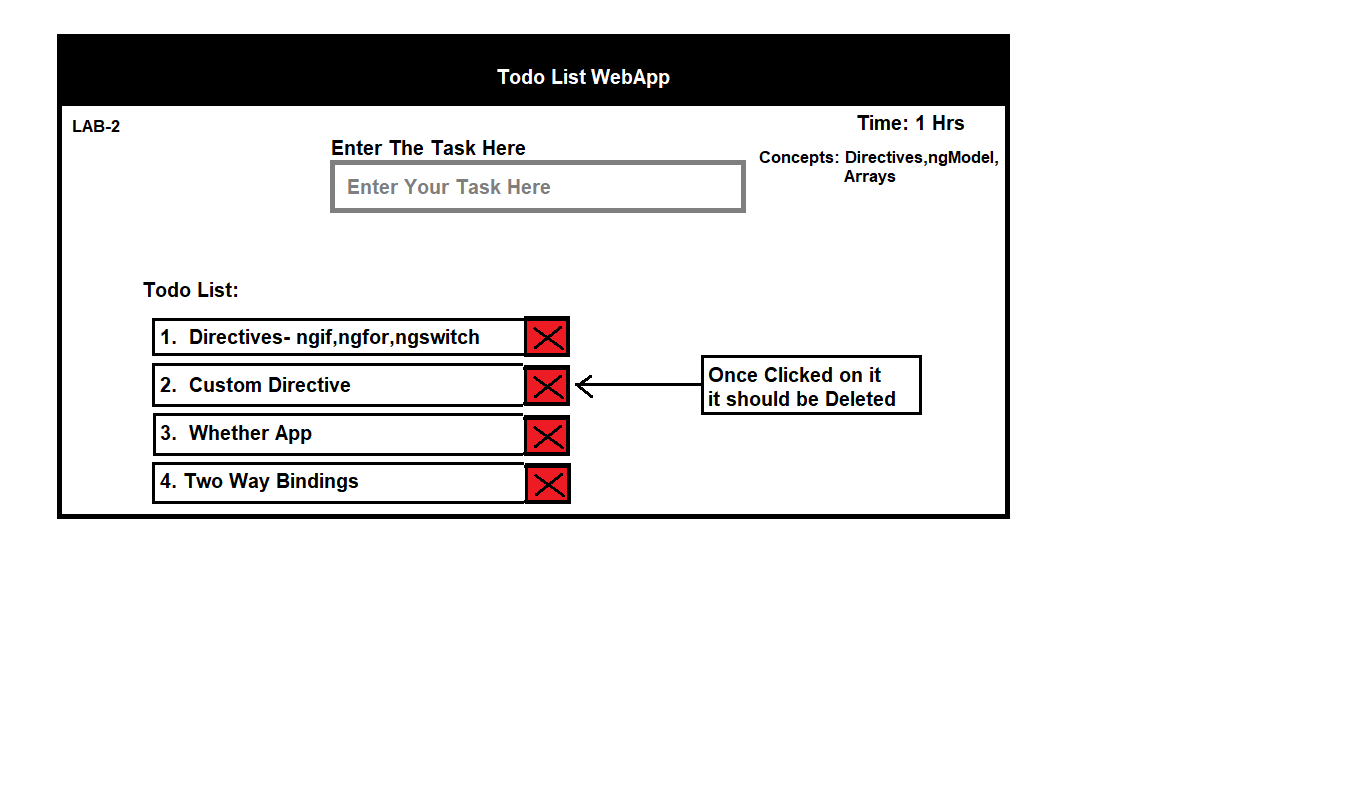 Todo List WebApp
LAB-2
Time: 1 Hrs
Enter The Task Here
Concepts: Directives,ngModel,
Arrays
Enter Your Task Here
Todo List:
1. Directives- ngif,ngfor,ngswitch
2. Custom Directive
Once Clicked on it
it should be Deleted
3. Whether App
4. Two Way Bindings